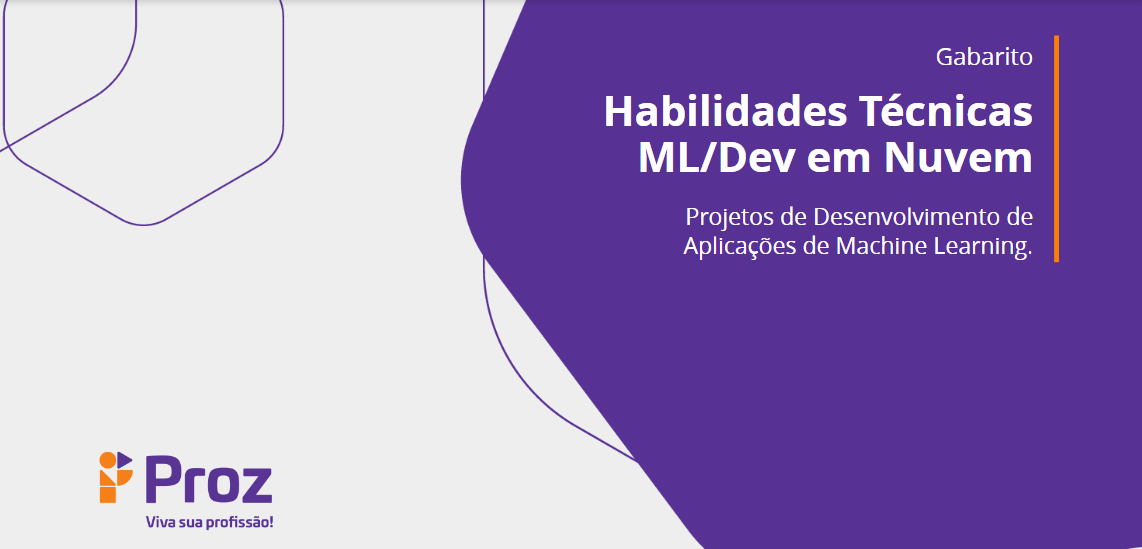 Gabarito
Habilidades Técnicas
ML/Dev em Nuvem
Projetos de Desenvolvimento de
Aplicações de Machine Learning.
Proz
Viva sua profissão!